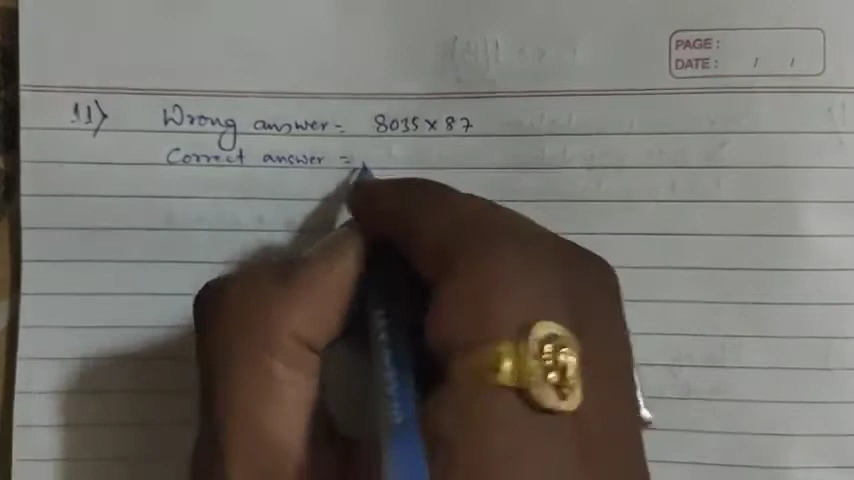 PAGE:
DATE: / /
11) Wrong answer = 8035 × 87
Correct answer =